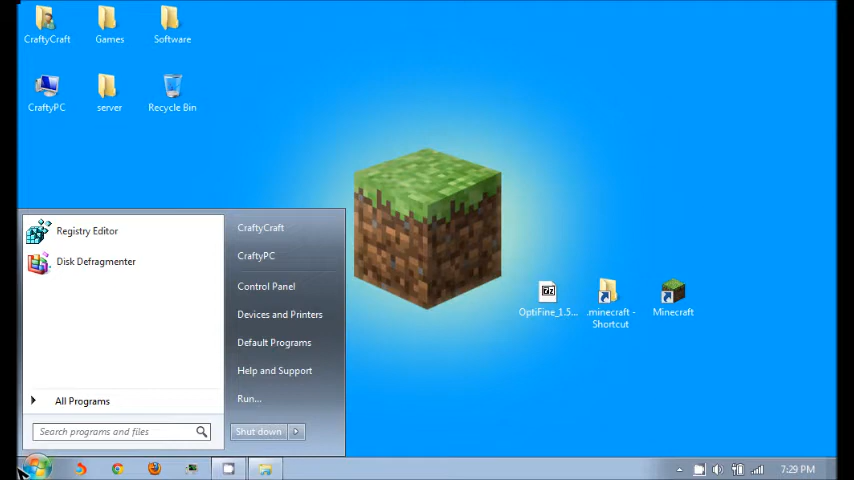 CraftyCraft
Games
Software
CraftyPC
server
Recycle Bin
Registry Editor
Disk Defragmenter
All Programs
Search programs and files
CraftyCraft
CraftyPC
Control Panel
Devices and Printers
Default Programs
Help and Support
Run...
Shut down
OptiFine_1.5...
.minecraft -
Shortcut
Minecraft
7:29 PM